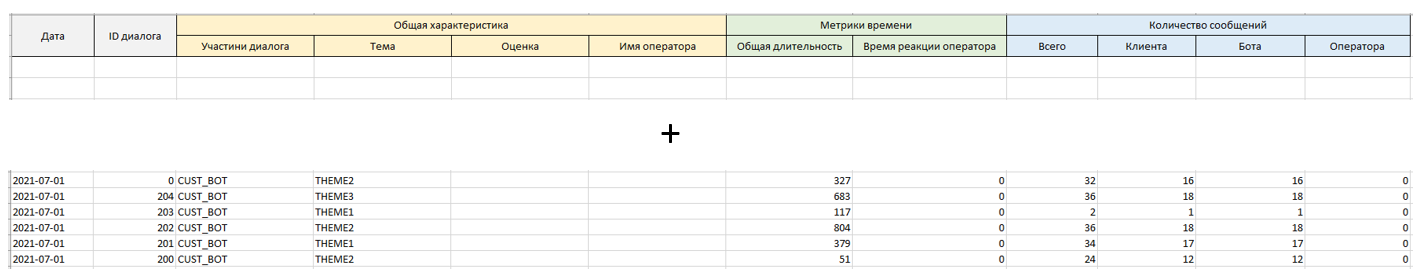 Дата ID диалога Общая характеристика Метрики времени Количество сообщений
Участини диалога Тема Оценка Имя оператора Общая длительность Время реакции оператора Всего Клиента Бота Оператора
+
2021-07-01 0 CUST_BOT THEME2 327 0 32 16 16 0
2021-07-01 204 CUST_BOT THEME3 683 0 36 18 18 0
2021-07-01 203 CUST_BOT THEME1 117 0 2 1 1 0
2021-07-01 202 CUST_BOT THEME2 804 0 36 18 18 0
2021-07-01 201 CUST_BOT THEME1 379 0 34 17 17 0
2021-07-01 200 CUST_BOT THEME2 51 0 24 12 12 0